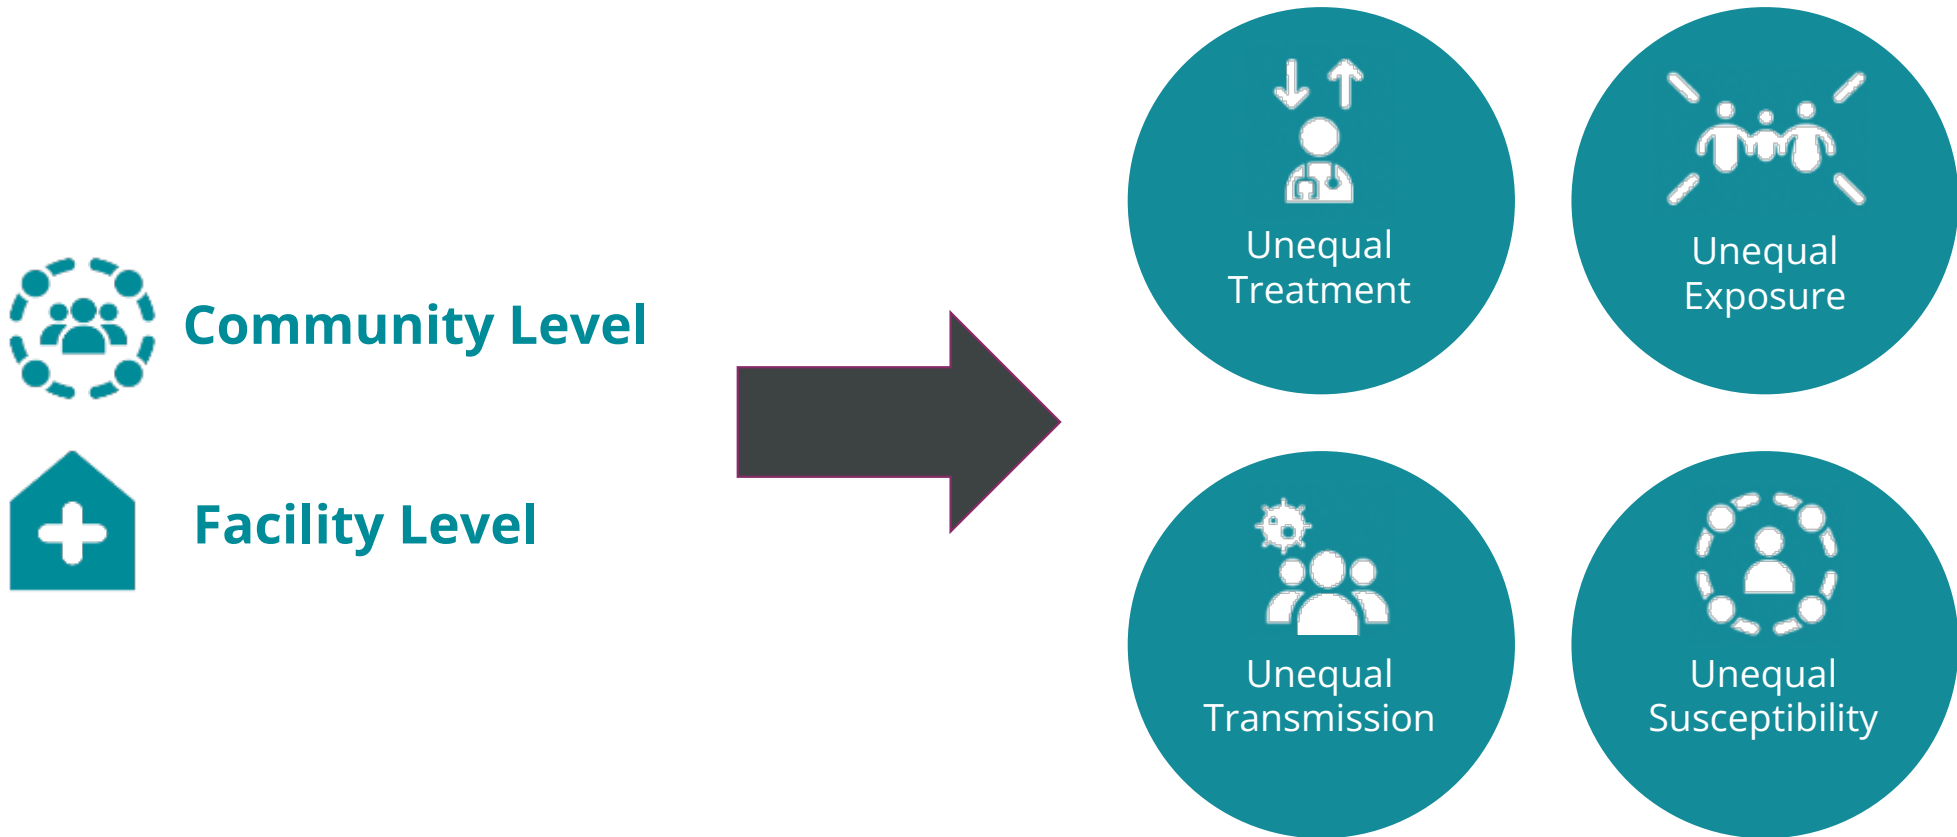 Community Level
Facility Level
Unequal
Treatment
Unequal
Exposure
Unequal
Transmission
Unequal
Susceptibility